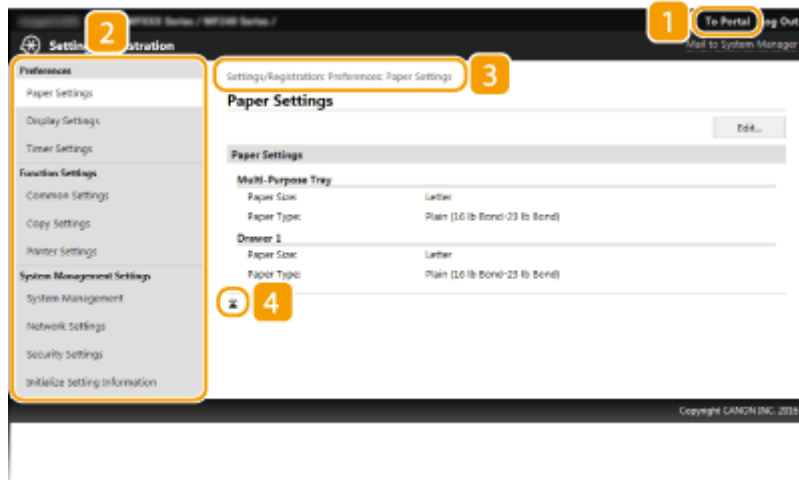 MF240 Series /
To Portal
Log Out
1
2
Mail to System Manager
Preferences
Paper Settings
Display Settings
Timer Settings
Function Settings
Common Settings
Copy Settings
Printer Settings
System Management Settings
System Management
Network Settings
Security Settings
Initialize Setting Information
Settings/Registration: Preferences: Paper Settings
3
Paper Settings
Edit...
Paper Settings
Multi-Purpose Tray
Paper Size: Letter
Paper Type: Plain (16 lb Bond-23 lb Bond)
Drawer 1
Paper Size: Letter
Paper Type: Plain (16 lb Bond-23 lb Bond)
4
Copyright CANON INC. 2016